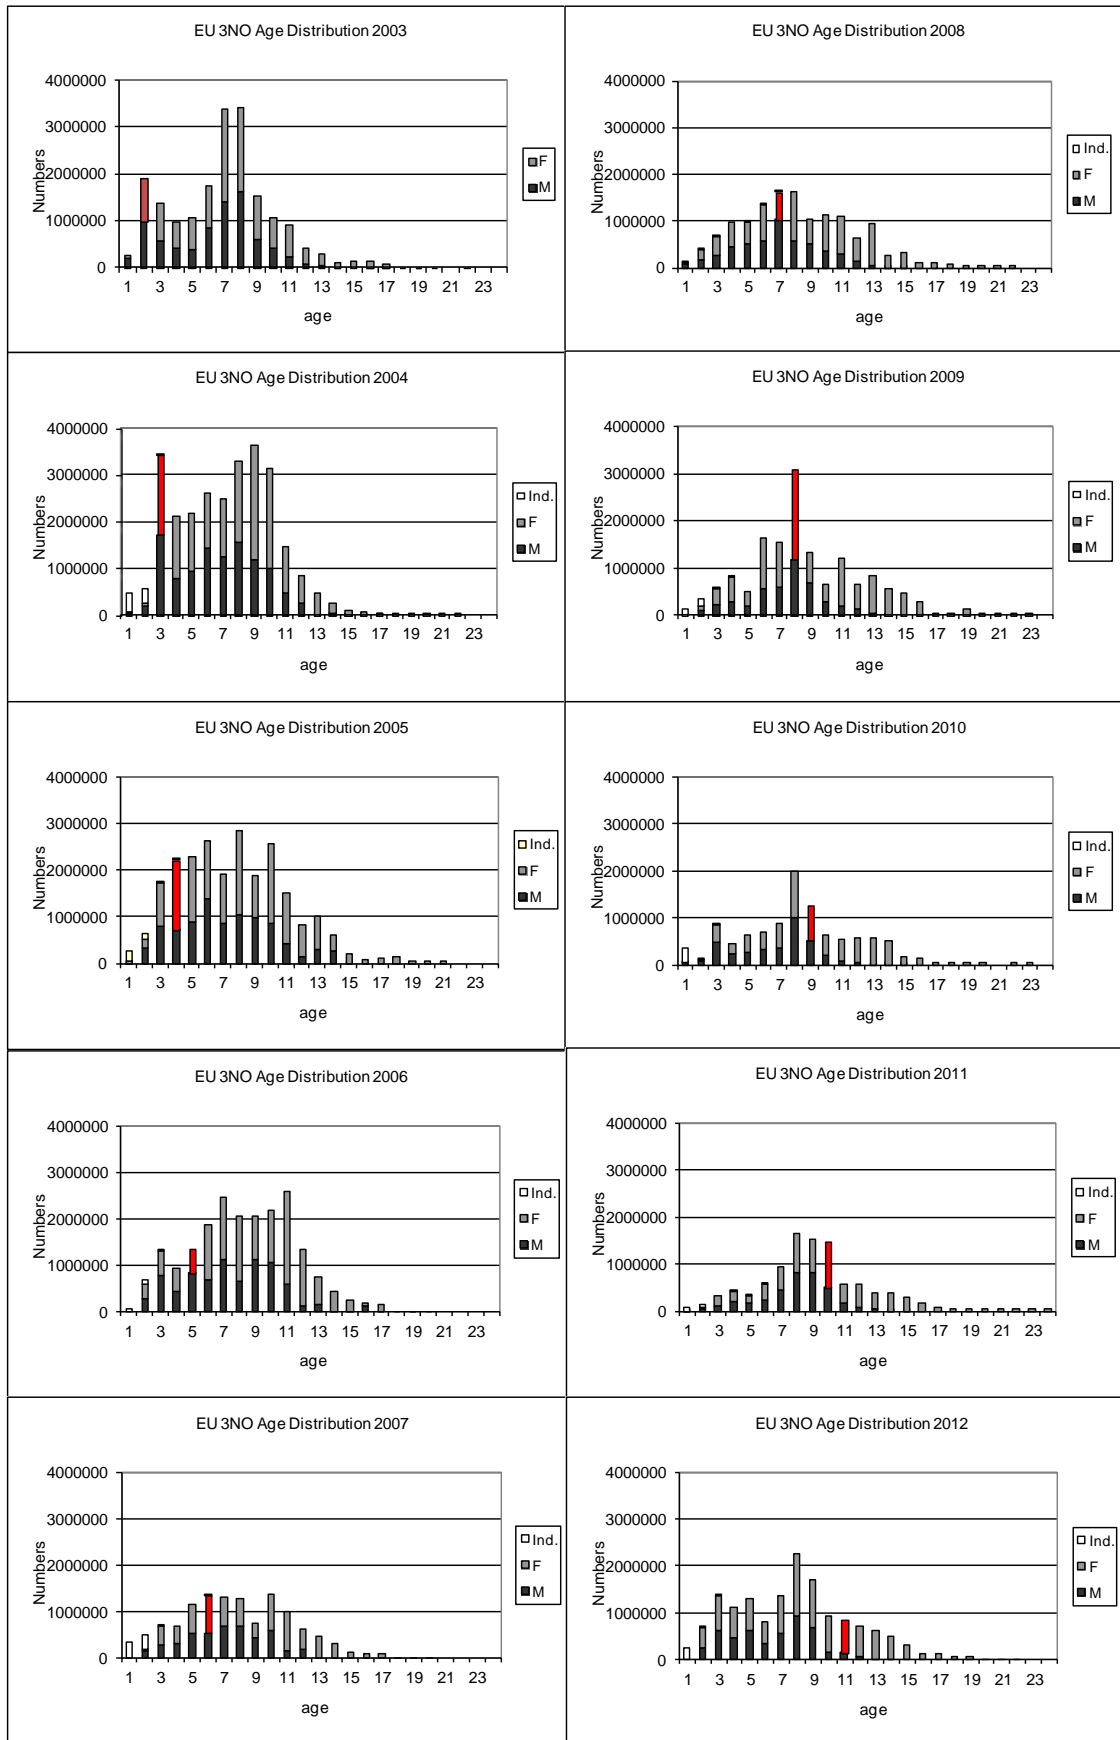 EU 3NO Age Distribution 2003
4000000
3000000
2000000
1000000
0
Numbers
1 3 5 7 9 11 13 15 17 19 21 23
age
F
M
EU 3NO Age Distribution 2008
4000000
3000000
2000000
1000000
0
Numbers
1 3 5 7 9 11 13 15 17 19 21 23
age
Ind.
F
M
EU 3NO Age Distribution 2004
4000000
3000000
2000000
1000000
0
Numbers
1 3 5 7 9 11 13 15 17 19 21 23
age
Ind.
F
M
EU 3NO Age Distribution 2009
4000000
3000000
2000000
1000000
0
Numbers
1 3 5 7 9 11 13 15 17 19 21 23
age
Ind.
F
M
EU 3NO Age Distribution 2005
4000000
3000000
2000000
1000000
0
Numbers
1 3 5 7 9 11 13 15 17 19 21 23
age
Ind.
F
M
EU 3NO Age Distribution 2010
4000000
3000000
2000000
1000000
0
Numbers
1 3 5 7 9 11 13 15 17 19 21 23
age
Ind.
F
M
EU 3NO Age Distribution 2006
4000000
3000000
2000000
1000000
0
Numbers
1 3 5 7 9 11 13 15 17 19 21 23
age
Ind.
F
M
EU 3NO Age Distribution 2011
4000000
3000000
2000000
1000000
0
Numbers
1 3 5 7 9 11 13 15 17 19 21 23
age
Ind.
F
M
EU 3NO Age Distribution 2007
4000000
3000000
2000000
1000000
0
Numbers
1 3 5 7 9 11 13 15 17 19 21 23
age
Ind.
F
M
EU 3NO Age Distribution 2012
4000000
3000000
2000000
1000000
0
Numbers
1 3 5 7 9 11 13 15 17 19 21 23
age
Ind.
F
M